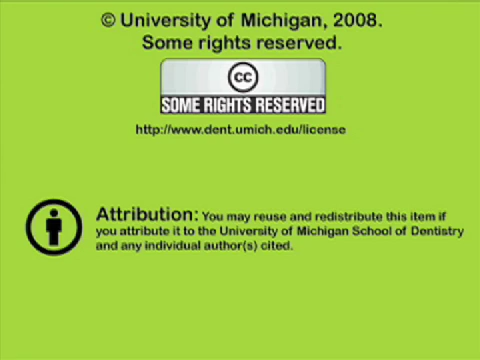 © University of Michigan, 2008.
Some rights reserved.
cc
SOME RIGHTS RESERVED
http://www.dent.umich.edu/license
Attribution: You may reuse and redistribute this item if
you attribute it to the University of Michigan School of Dentistry
and any individual author(s) cited.